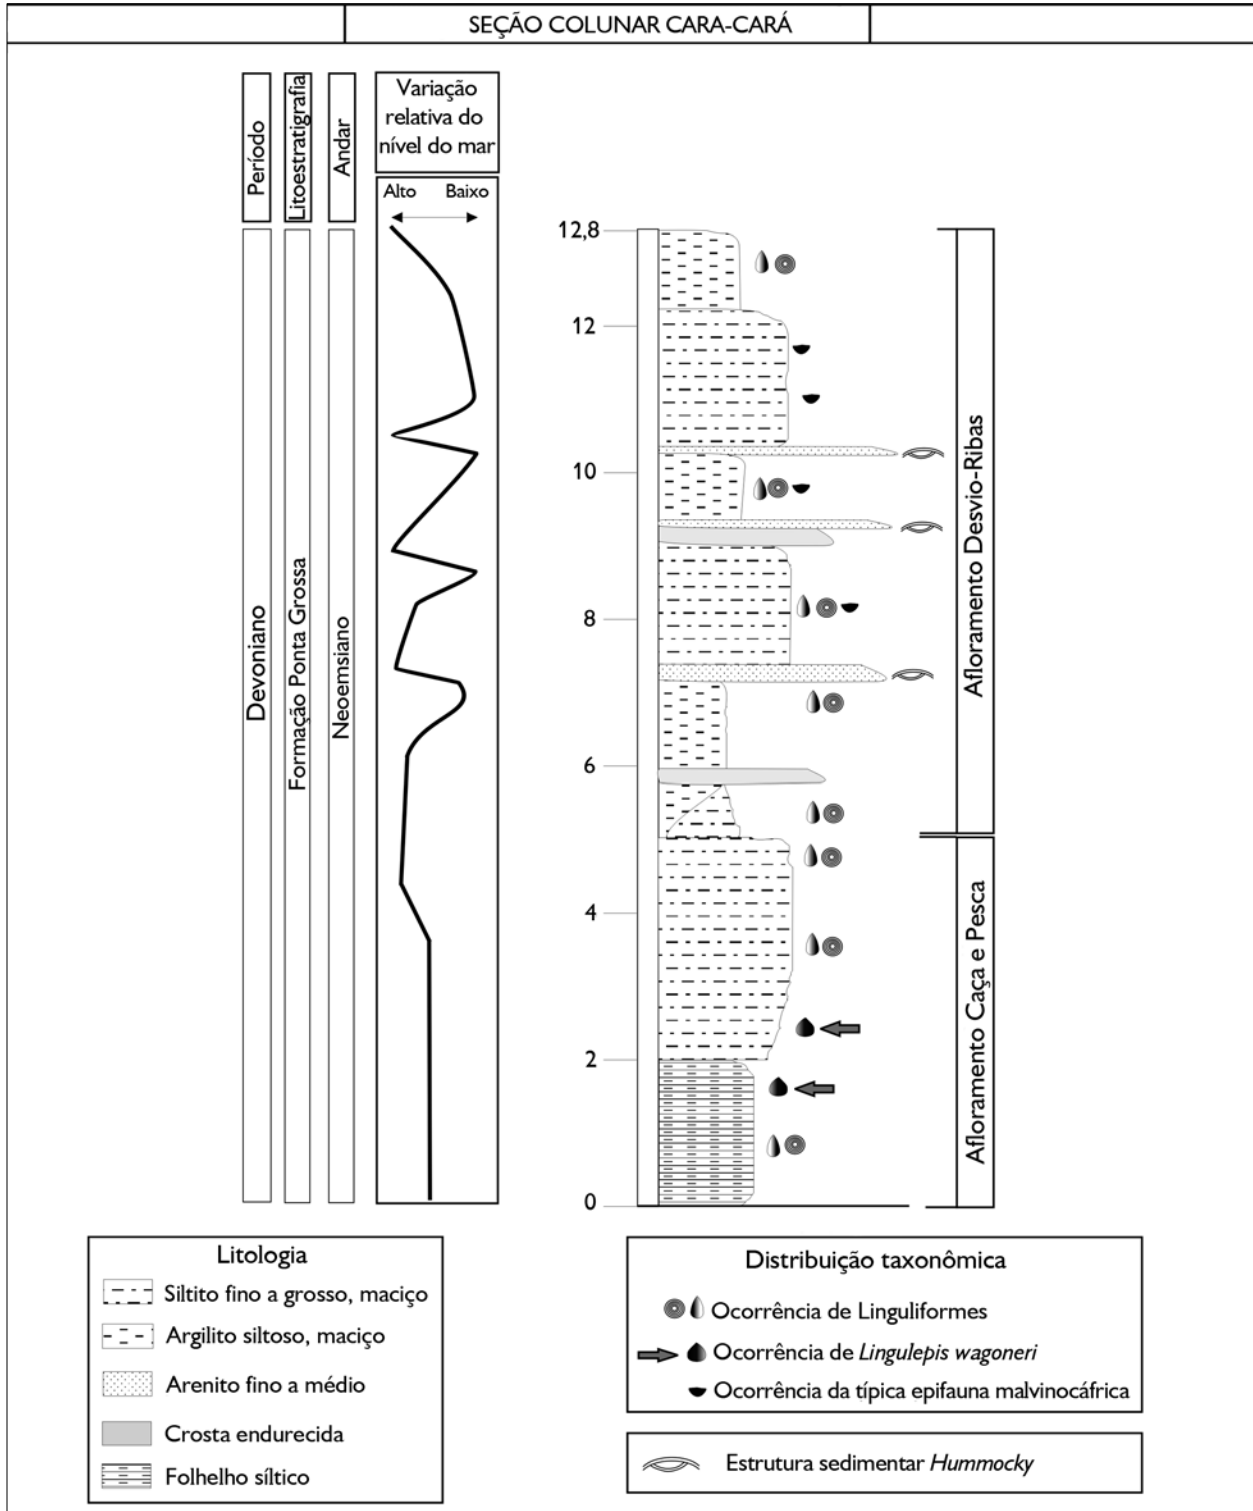 SEÇÃO COLUNAR CARA-CARÁ
Período
Litoestratigrafia
Andar
Variação
relativa do
nível do mar
Alto
Baixo
Devoniano
Formação Ponta Grossa
Neoemsiano
12,8
12
10
8
6
4
2
0
Afloramento Desvio-Ribas
Afloramento Caça e Pesca
Litologia
Siltito fino a grosso, maciço
Argilito siltoso, maciço
Arenito fino a médio
Crosta endurecida
Folhelho síltico
Distribuição taxonômica
Ocorrência de Linguliformes
Ocorrência de Lingulepis wagoneri
Ocorrência da típica epifauna malvinocáfrica
Estrutura sedimentar Hummocky